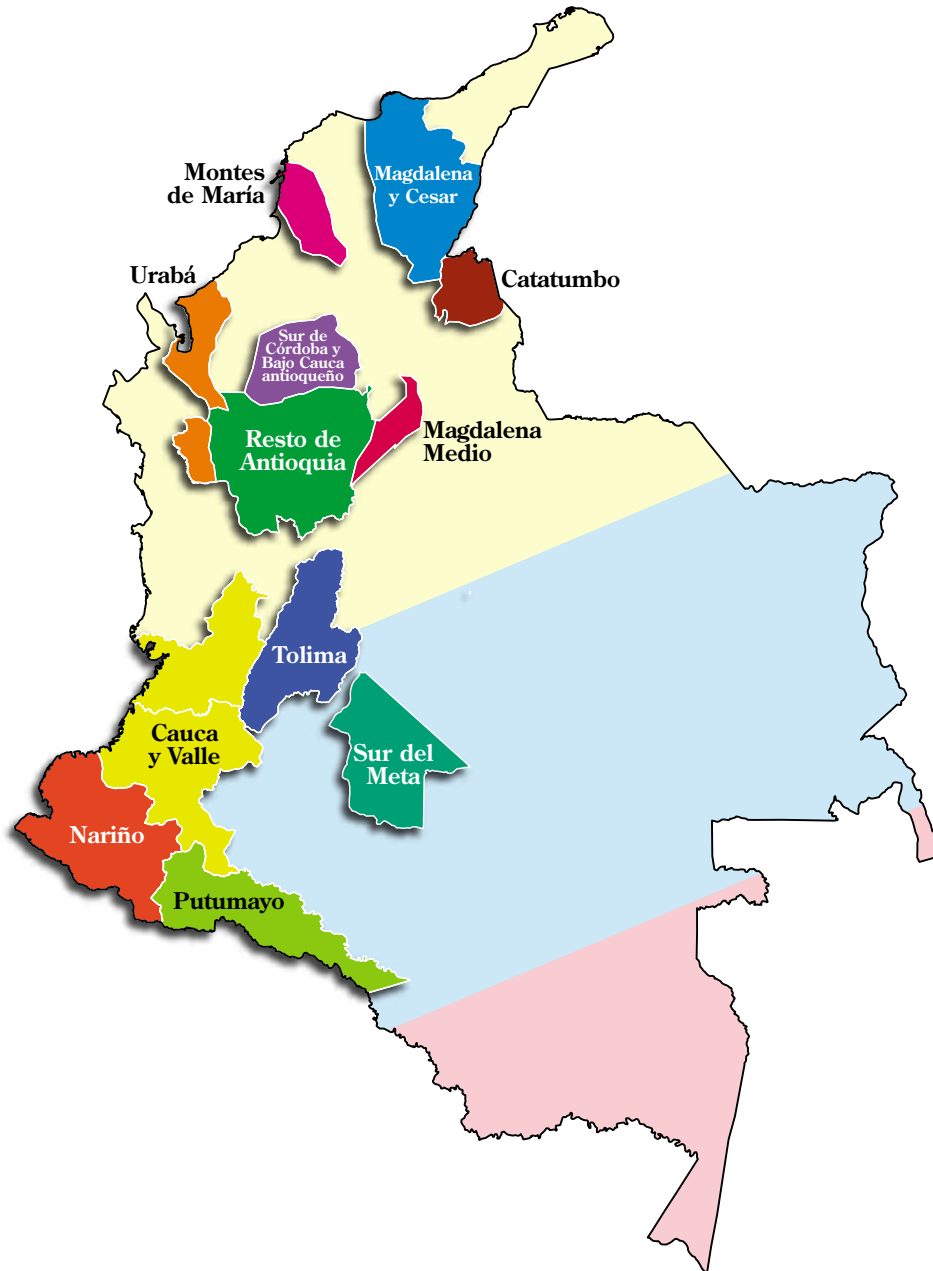 Montes
de María
Magdalena
y Cesar
Urabá
Catatumbo
Sur de
Córdoba y
Bajo Cauca
antioqueño
Resto de
Antioquia
Magdalena
Medio
Tolima
Cauca
y Valle
Sur del
Meta
Nariño
Putumayo